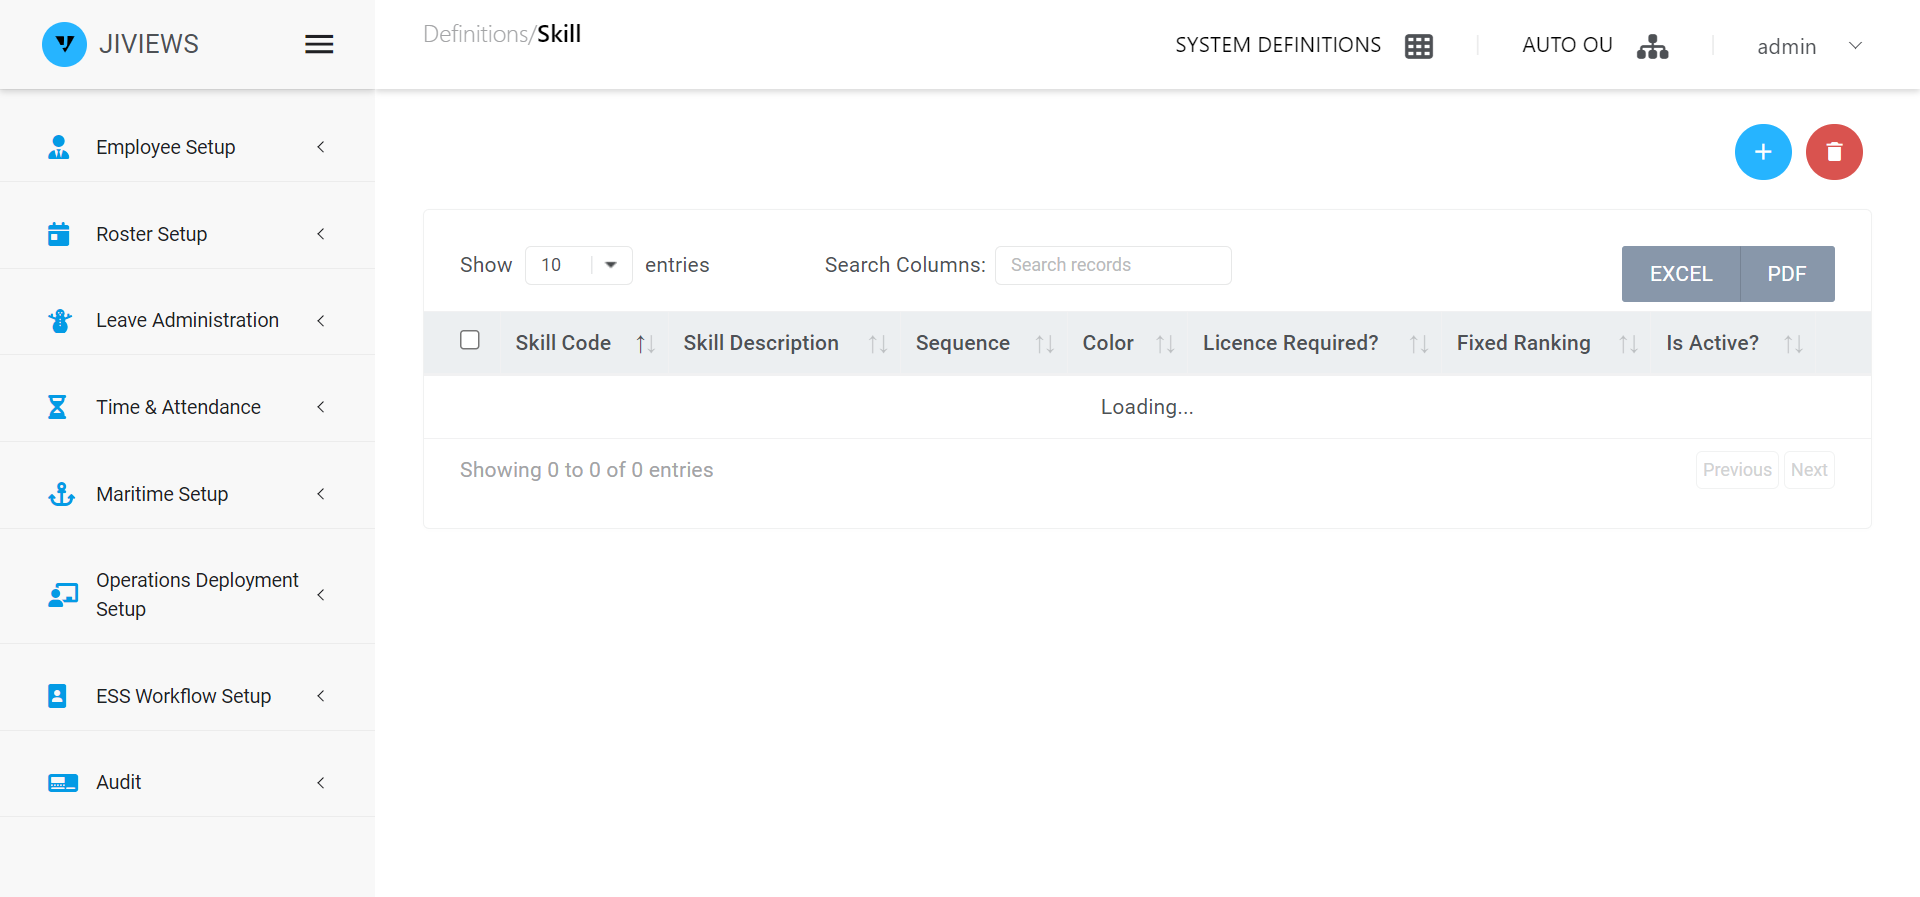 JIVIEWS
Definitions/Skill
SYSTEM DEFINITIONS
AUTO OU
admin
Employee Setup
Roster Setup
Leave Administration
Time & Attendance
Maritime Setup
Operations Deployment
Setup
ESS Workflow Setup
Audit
Show 10 entries
Search Columns: Search records
EXCEL PDF
Skill Code Skill Description Sequence Color Licence Required? Fixed Ranking Is Active?
Loading...
Showing 0 to 0 of 0 entries
Previous Next